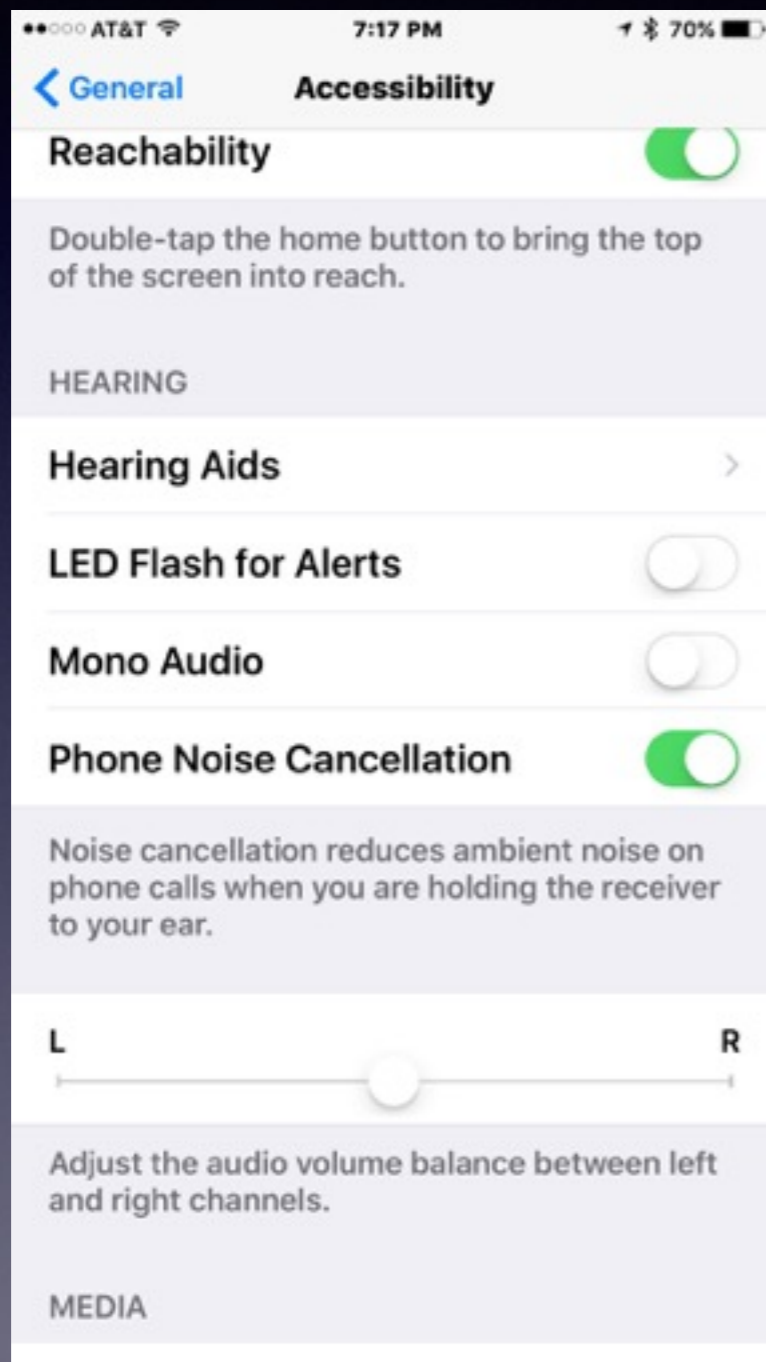 AT&T 7:17 PM 70%
General Accessibility
Reachability
Double-tap the home button to bring the top
of the screen into reach.
HEARING
Hearing Aids
LED Flash for Alerts
Mono Audio
Phone Noise Cancellation
Noise cancellation reduces ambient noise on
phone calls when you are holding the receiver
to your ear.
L R
Adjust the audio volume balance between left
and right channels.
MEDIA